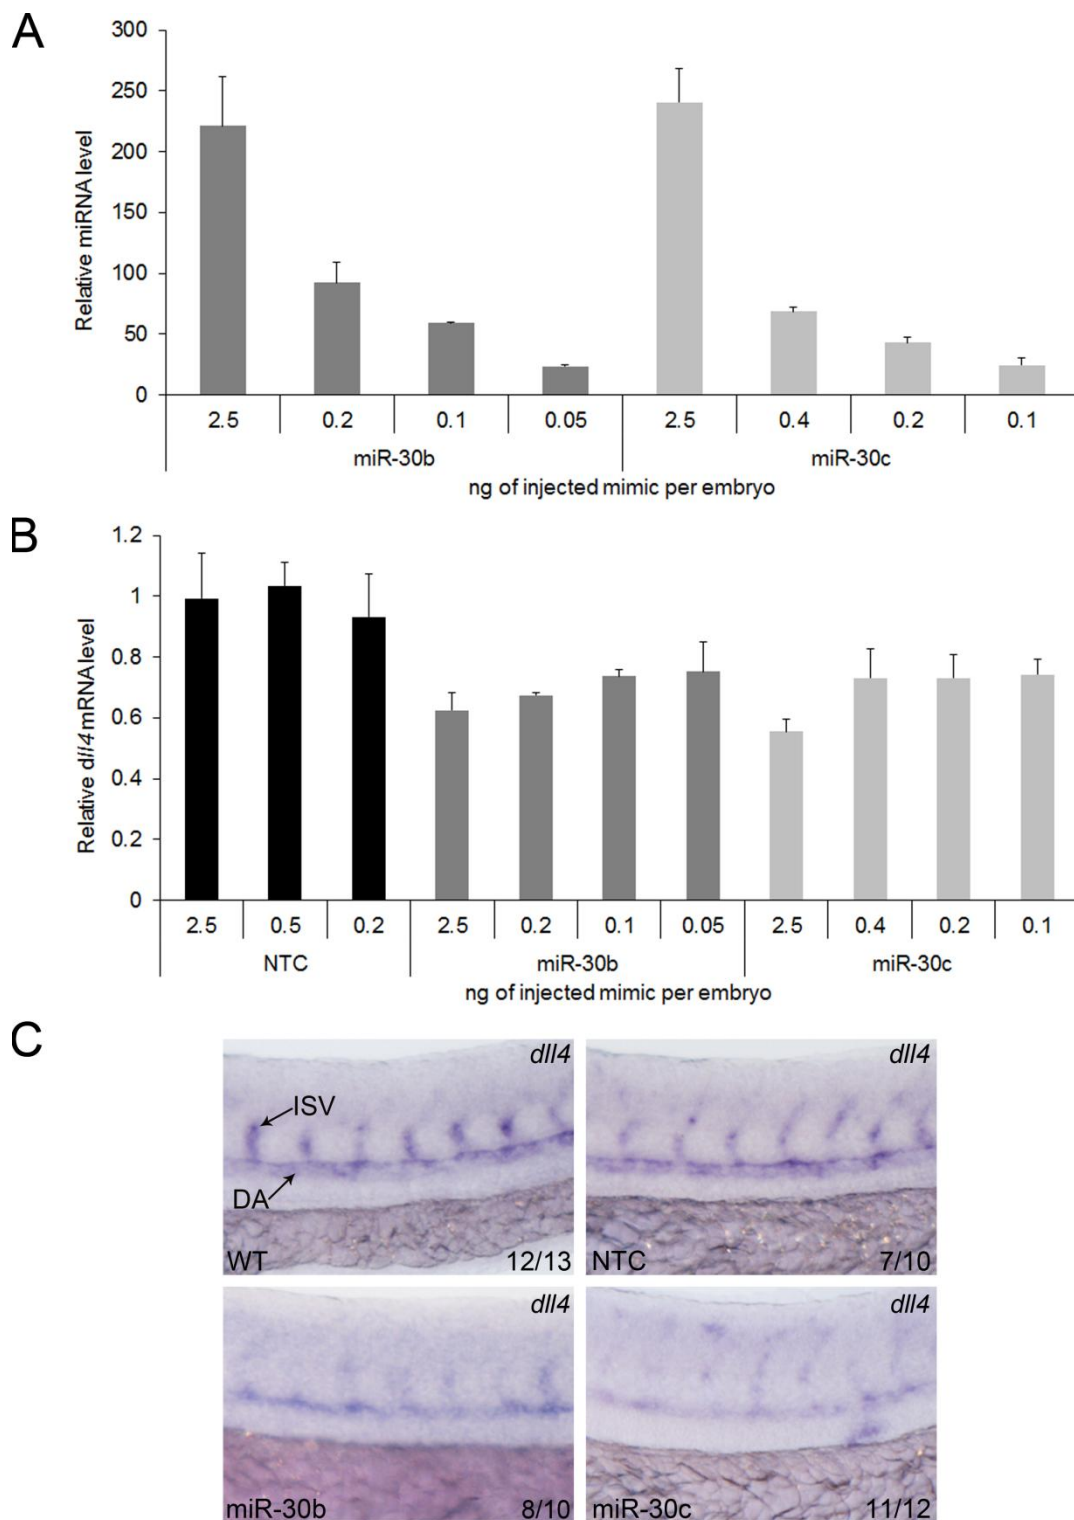 A
300
250
200
150
100
50
0
Relative miRNA level
2.5 0.2 0.1 0.05 2.5 0.4 0.2 0.1
miR-30b miR-30c
ng of injected mimic per embryo
B
1.2
1
0.8
0.6
0.4
0.2
0
Relative dll4 mRNA level
2.5 0.5 0.2 2.5 0.2 0.1 0.05 2.5 0.4 0.2 0.1
NTC miR-30b miR-30c
ng of injected mimic per embryo
C
dll4
ISV
DA
WT 12/13
dll4
NTC 7/10
dll4
miR-30b 8/10
dll4
miR-30c 11/12